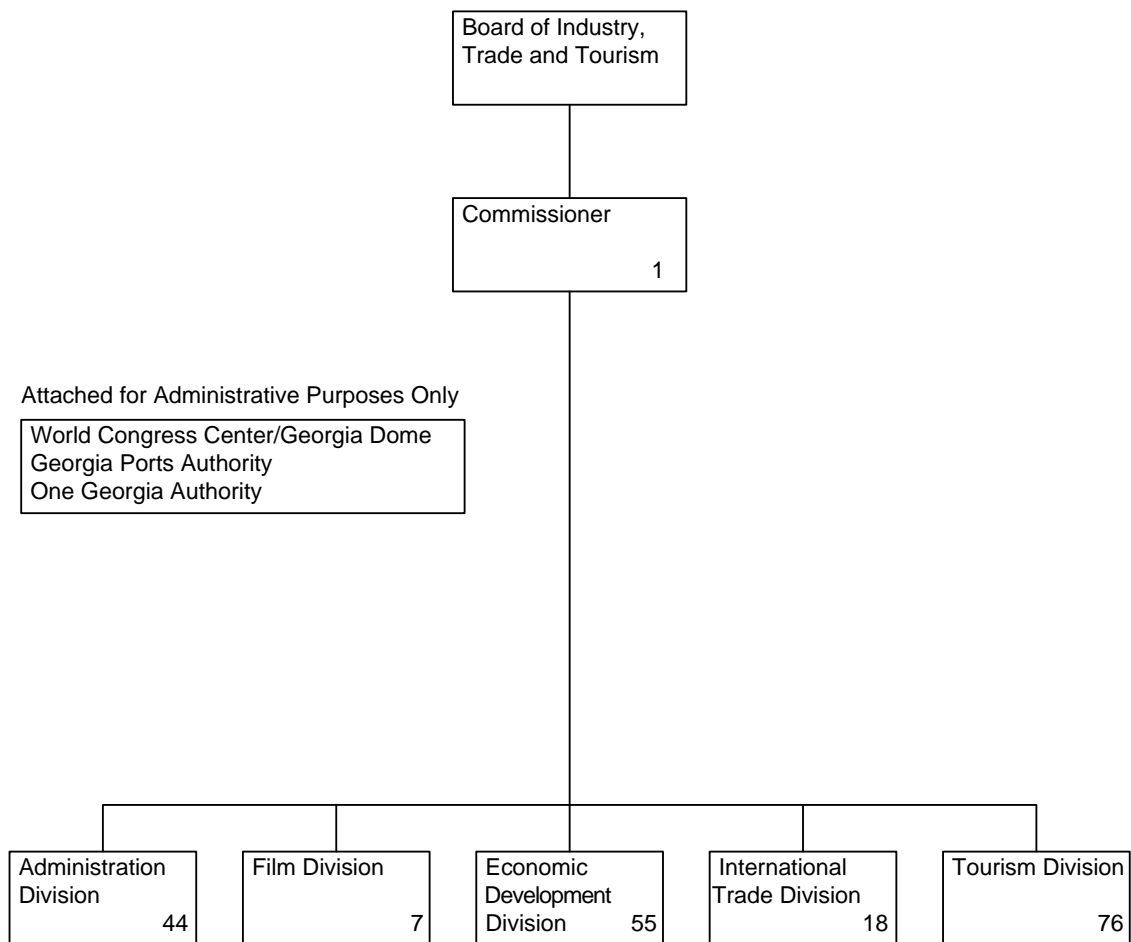 Board of Industry,
Trade and Tourism
Commissioner
1
Attached for Administrative Purposes Only
World Congress Center/Georgia Dome
Georgia Ports Authority
One Georgia Authority
Administration
Division
44
Film Division
7
Economic
Development
Division 55
International
Trade Division
18
Tourism Division
76